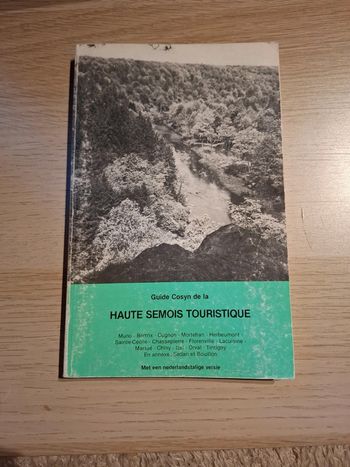 Guide Cosyn de la
HAUTE SEMOIS TOURISTIQUE
Muno - Bertrix - Cugnon - Mortehan - Herbeumont -
Sainte-Cécile - Chassepierre - Florenville - Lacuisine -
Martué - Chiny - Izel - Orval - Tintigny
En annexe : Sedan et Bouillon
Met een nederlandstalige versie